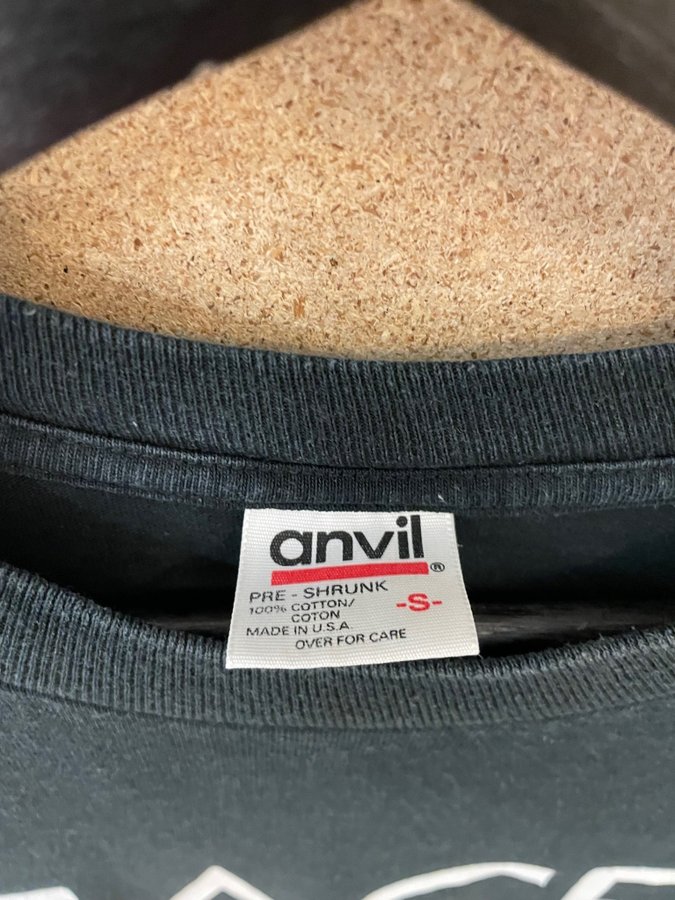 anvil®
PRE - SHRUNK
100% COTTON/
COTON
-S-
MADE IN U.S.A.
OVER FOR CARE